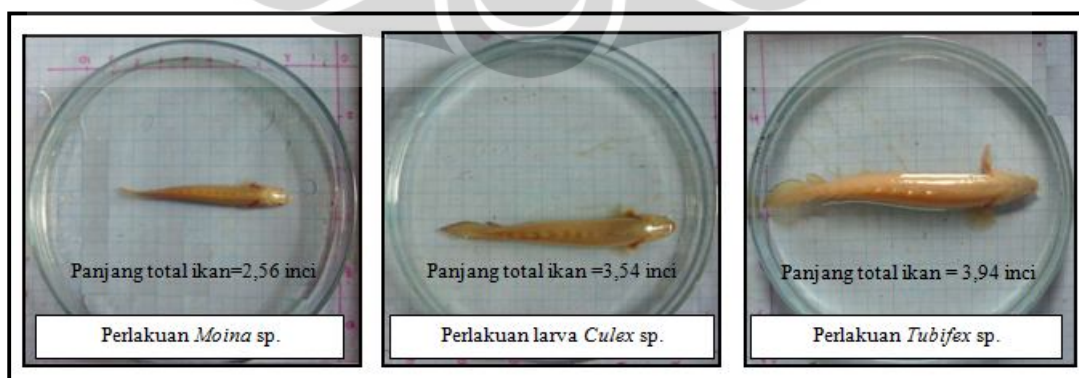 Panjang total ikan=2,56 inci
Perlakuan Moina sp.
Panjang total ikan =3,54 inci
Perlakuan larva Culex sp.
Panjang total ikan = 3,94 inci
Perlakuan Tubifex sp.